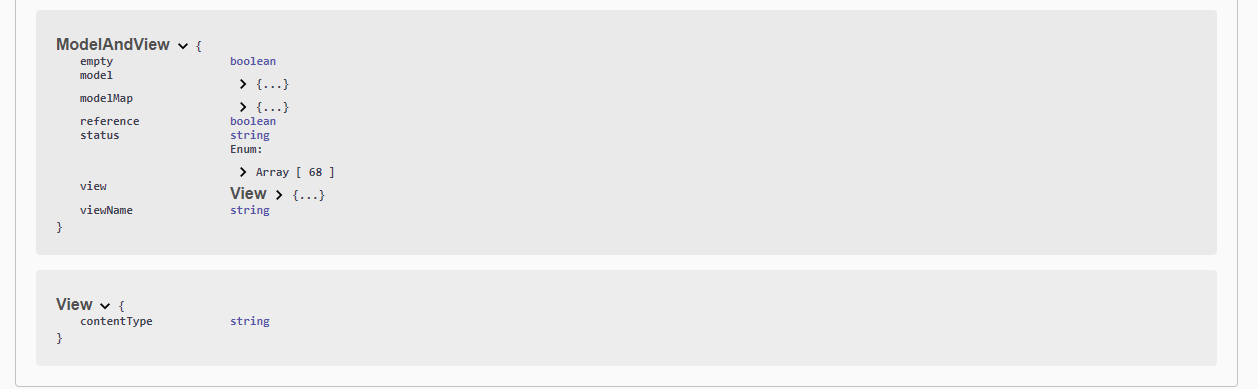 ModelAndView {
empty boolean
model
{...}
modelMap
{...}
reference boolean
status string
Enum:
Array [ 68 ]
view
View {...}
viewName string
}
View {
contentType string
}